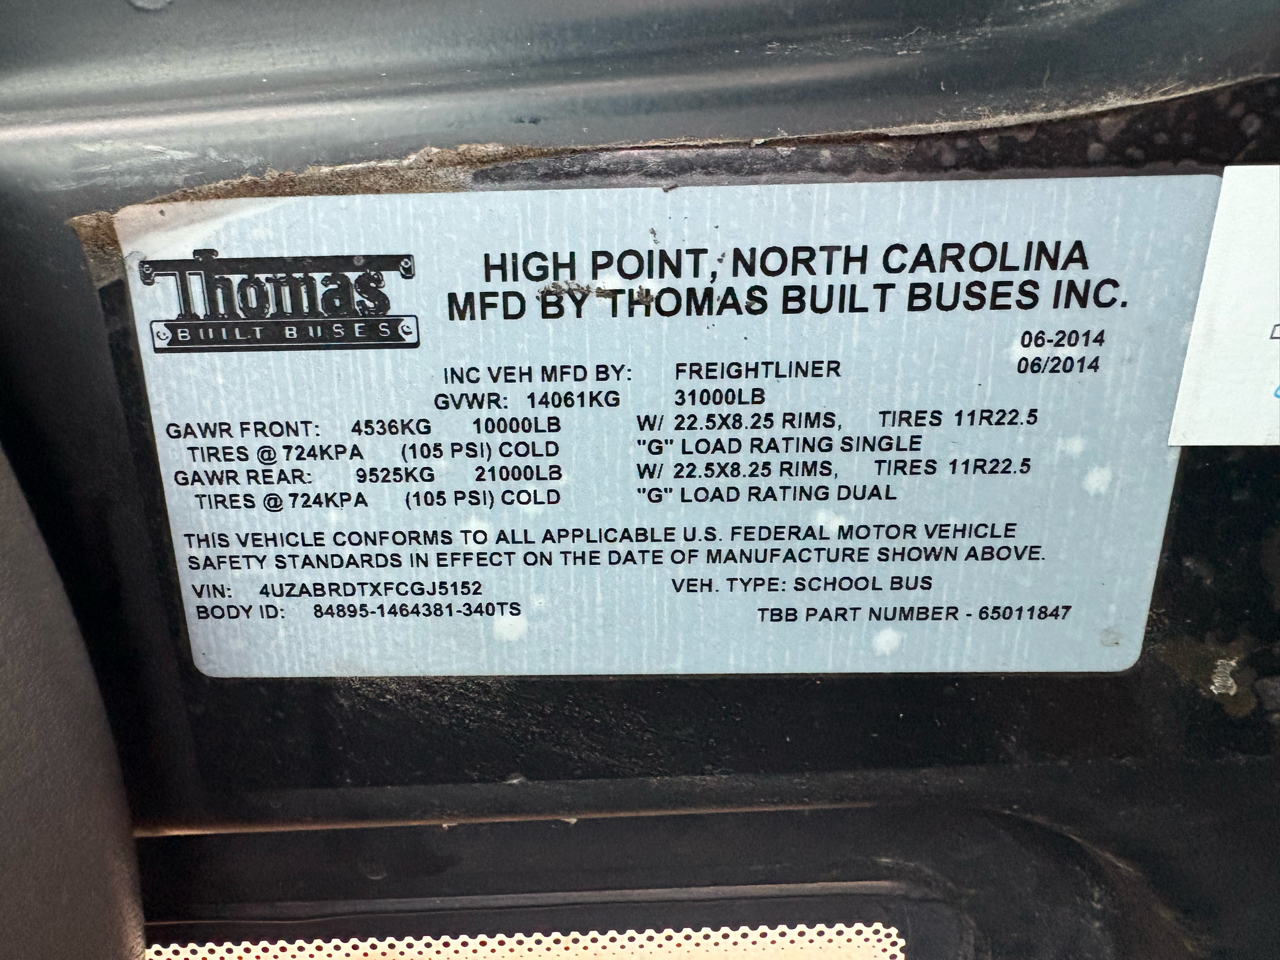 Thomas
BUILT BUSES
HIGH POINT, NORTH CAROLINA
MFD BY THOMAS BUILT BUSES INC.
06-2014
INC VEH MFD BY: FREIGHTLINER 06/2014
GVWR: 14061KG 31000LB
GAWR FRONT: 4536KG 10000LB W/ 22.5X8.25 RIMS, TIRES 11R22.5
TIRES @ 724KPA (105 PSI) COLD "G" LOAD RATING SINGLE
GAWR REAR: 9525KG 21000LB W/ 22.5X8.25 RIMS, TIRES 11R22.5
TIRES @ 724KPA (105 PSI) COLD "G" LOAD RATING DUAL
THIS VEHICLE CONFORMS TO ALL APPLICABLE U.S. FEDERAL MOTOR VEHICLE
SAFETY STANDARDS IN EFFECT ON THE DATE OF MANUFACTURE SHOWN ABOVE.
VIN: 4UZABRDTXFCGJ5152 VEH. TYPE: SCHOOL BUS
BODY ID: 84895-1464381-340TS TBB PART NUMBER - 65011847